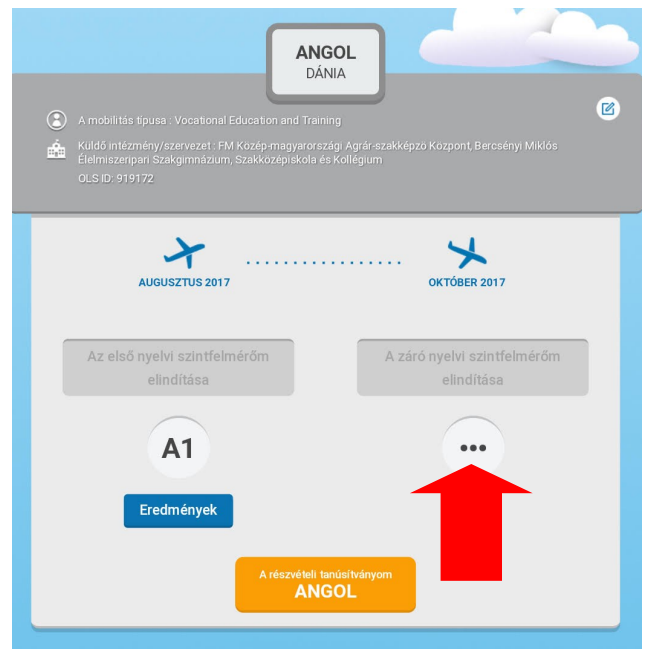 ANGOL
DÁNIA
A mobilitás típusa : Vocational Education and Training
Küldő intézmény/szervezet : FM Közép-magyarországi Agrár-szakképző Központ, Bercsényi Miklós
Élelmiszeripari Szakgimnázium, Szakközépiskola és Kollégium
OLS ID: 919172
AUGUSZTUS 2017
OKTÓBER 2017
Az első nyelvi szintfelmérőm
elindítása
A záró nyelvi szintfelmérőm
elindítása
A1
•••
Eredmények
A részvételi tanúsítványom
ANGOL